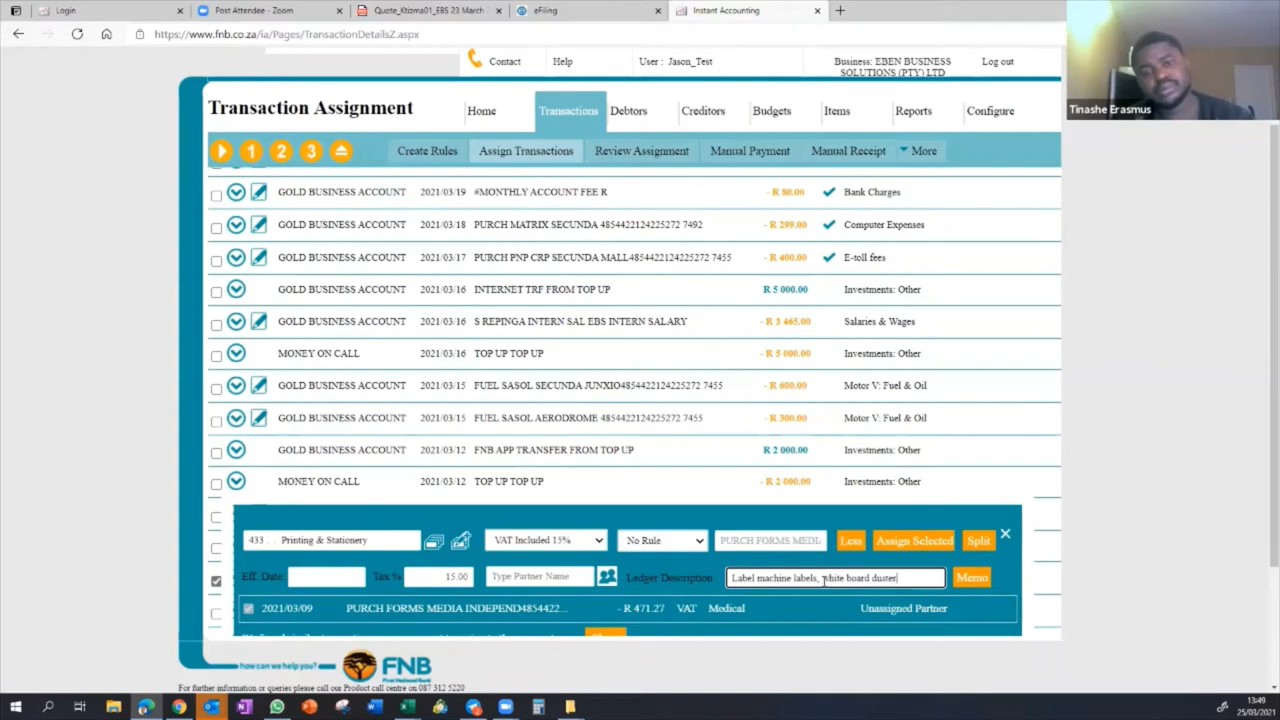 Login
Post Attendee - Zoom
Quote_Ktizma01_EBS 23 March
eFiling
Instant Accounting
https://www.fnb.co.za/ia/Pages/TransactionDetailsZ.aspx
Contact Help User : Jason_Test Business: EBEN BUSINESS Log out
SOLUTIONS (PTY) LTD
Tinashe Erasmus
Transaction Assignment
Home Transactions Debtors Creditors Budgets Items Reports Configure
1 2 3 Create Rules Assign Transactions Review Assignment Manual Payment Manual Receipt More
GOLD BUSINESS ACCOUNT 2021/03/19 #MONTHLY ACCOUNT FEE R - R 80.00 Bank Charges
GOLD BUSINESS ACCOUNT 2021/03/18 PURCH MATRIX SECUNDA 4854422124225272 7492 - R 299.00 Computer Expenses
GOLD BUSINESS ACCOUNT 2021/03/17 PURCH PNP CRP SECUNDA MALL4854422124225272 7455 - R 400.00 E-toll fees
GOLD BUSINESS ACCOUNT 2021/03/16 INTERNET TRF FROM TOP UP R 5 000.00 Investments: Other
GOLD BUSINESS ACCOUNT 2021/03/16 S REPINGA INTERN SAL EBS INTERN SALARY - R 3 465.00 Salaries & Wages
MONEY ON CALL 2021/03/16 TOP UP TOP UP - R 5 000.00 Investments: Other
GOLD BUSINESS ACCOUNT 2021/03/15 FUEL SASOL SECUNDA JUNXIO4854422124225272 7455 - R 600.00 Motor V: Fuel & Oil
GOLD BUSINESS ACCOUNT 2021/03/15 FUEL SASOL AERODROME 4854422124225272 7455 - R 300.00 Motor V: Fuel & Oil
GOLD BUSINESS ACCOUNT 2021/03/12 FNB APP TRANSFER FROM TOP UP R 2 000.00 Investments: Other
MONEY ON CALL 2021/03/12 TOP UP TOP UP - R 2 000.00 Investments: Other
433 . . Printing & Stationery VAT Included 15% No Rule PURCH FORMS MEDI Less Assign Selected Split
Eff. Date: Tax % 15.00 Type Partner Name Ledger Description Label machine labels, white board duster Memo
2021/03/09 PURCH FORMS MEDIA INDEPEND4854422... - R 471.27 VAT Medical Unassigned Partner
how can we help you? FNB
First National Bank
For further information or queries please call our Product call centre on 087 312 5220
13:49
25/03/2021